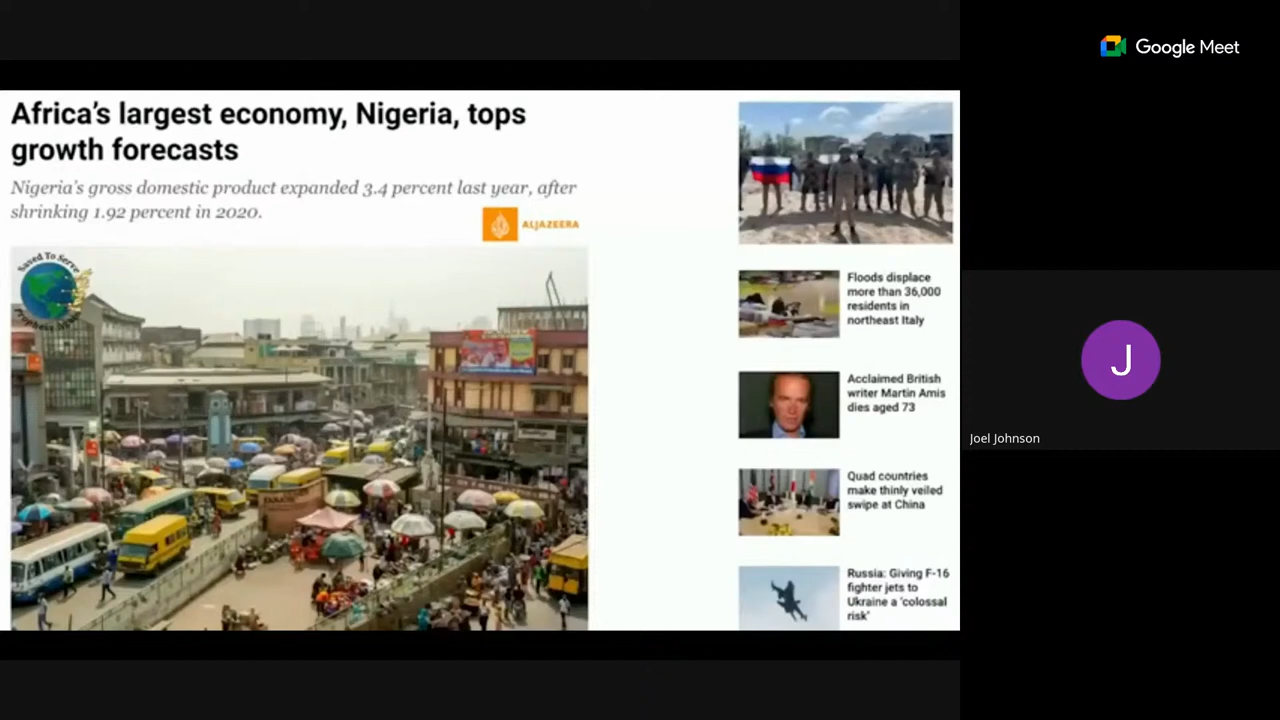 Google Meet
Africa's largest economy, Nigeria, tops
growth forecasts
Nigeria's gross domestic product expanded 3.4 percent last year, after
shrinking 1.92 percent in 2020.
ALJAZEERA
Saved To Serve
Floods displace
more than 36,000
residents in
northeast Italy
Acclaimed British
writer Martin Amis
dies aged 73
Quad countries
make thinly veiled
swipe at China
Russia: Giving F-16
fighter jets to
Ukraine a 'colossal
risk'
J
Joel Johnson